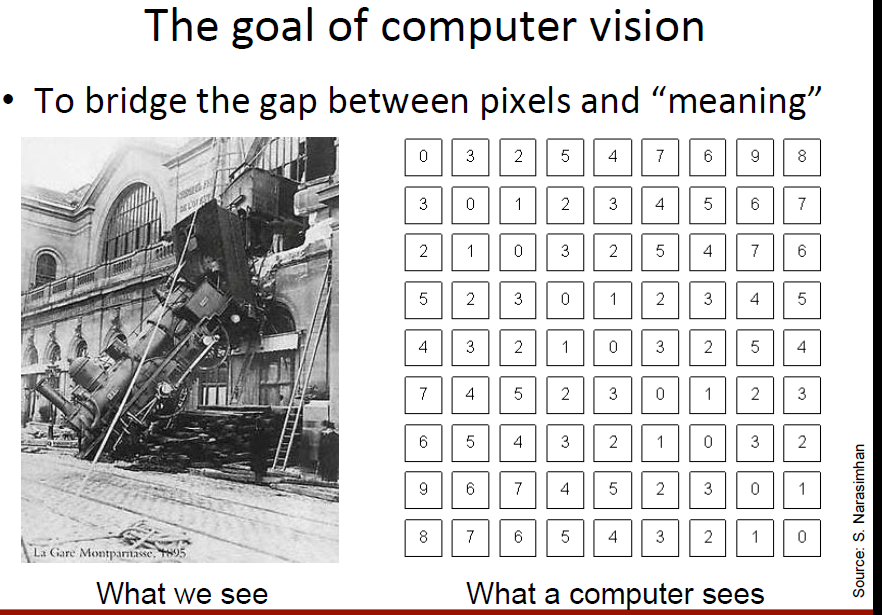 The goal of computer vision
• To bridge the gap between pixels and “meaning”
La Gare Montparnasse, 1895
0 3 2 5 4 7 6 9 8
3 0 1 2 3 4 5 6 7
2 1 0 3 2 5 4 7 6
5 2 3 0 1 2 3 4 5
4 3 2 1 0 3 2 5 4
7 4 5 2 3 0 1 2 3
6 5 4 3 2 1 0 3 2
9 6 7 4 5 2 3 0 1
8 7 6 5 4 3 2 1 0
What we see
What a computer sees
Source: S. Narasimhan